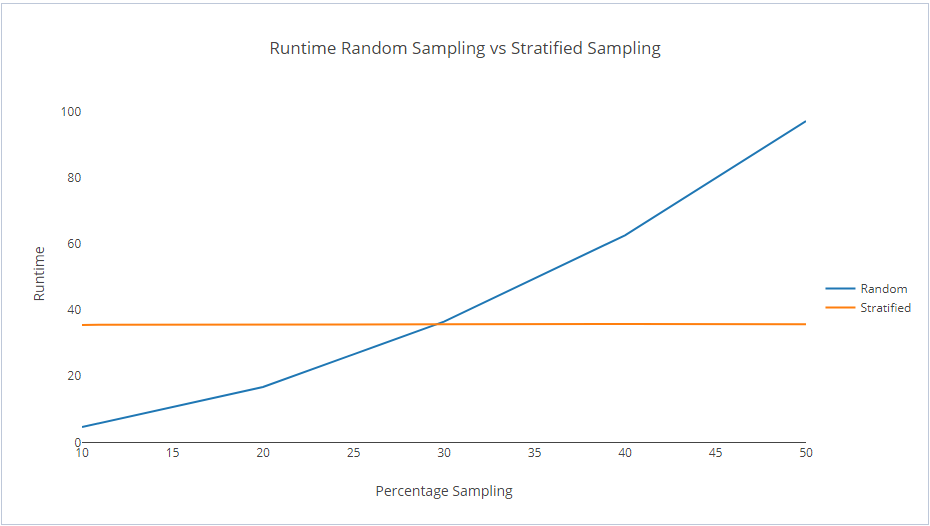 Runtime Random Sampling vs Stratified Sampling
100
80
60
40
20
0
Runtime
10 15 20 25 30 35 40 45 50
Percentage Sampling
Random
Stratified